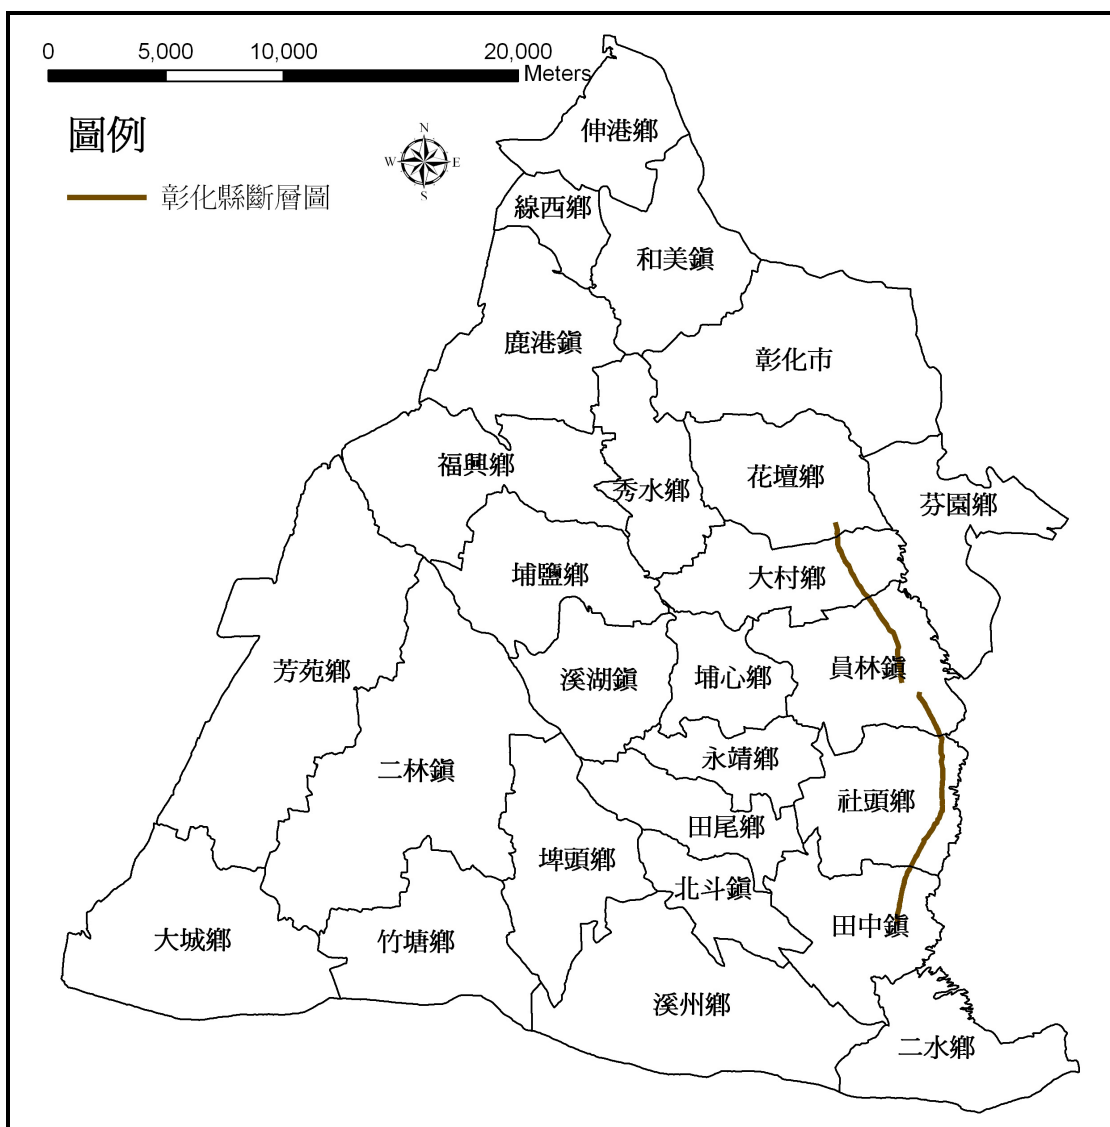 0 5,000 10,000 20,000
Meters
圖例
彰化縣斷層圖
N
W E
S
伸港鄉
線西鄉
和美鎮
鹿港鎮
彰化市
福興鄉
秀水鄉
花壇鄉
芬園鄉
埔鹽鄉
大村鄉
芳苑鄉
溪湖鎮
埔心鄉
員林鎮
二林鎮
永靖鄉
社頭鄉
田尾鄉
埤頭鄉
北斗鎮
大城鄉
竹塘鄉
田中鎮
溪州鄉
二水鄉